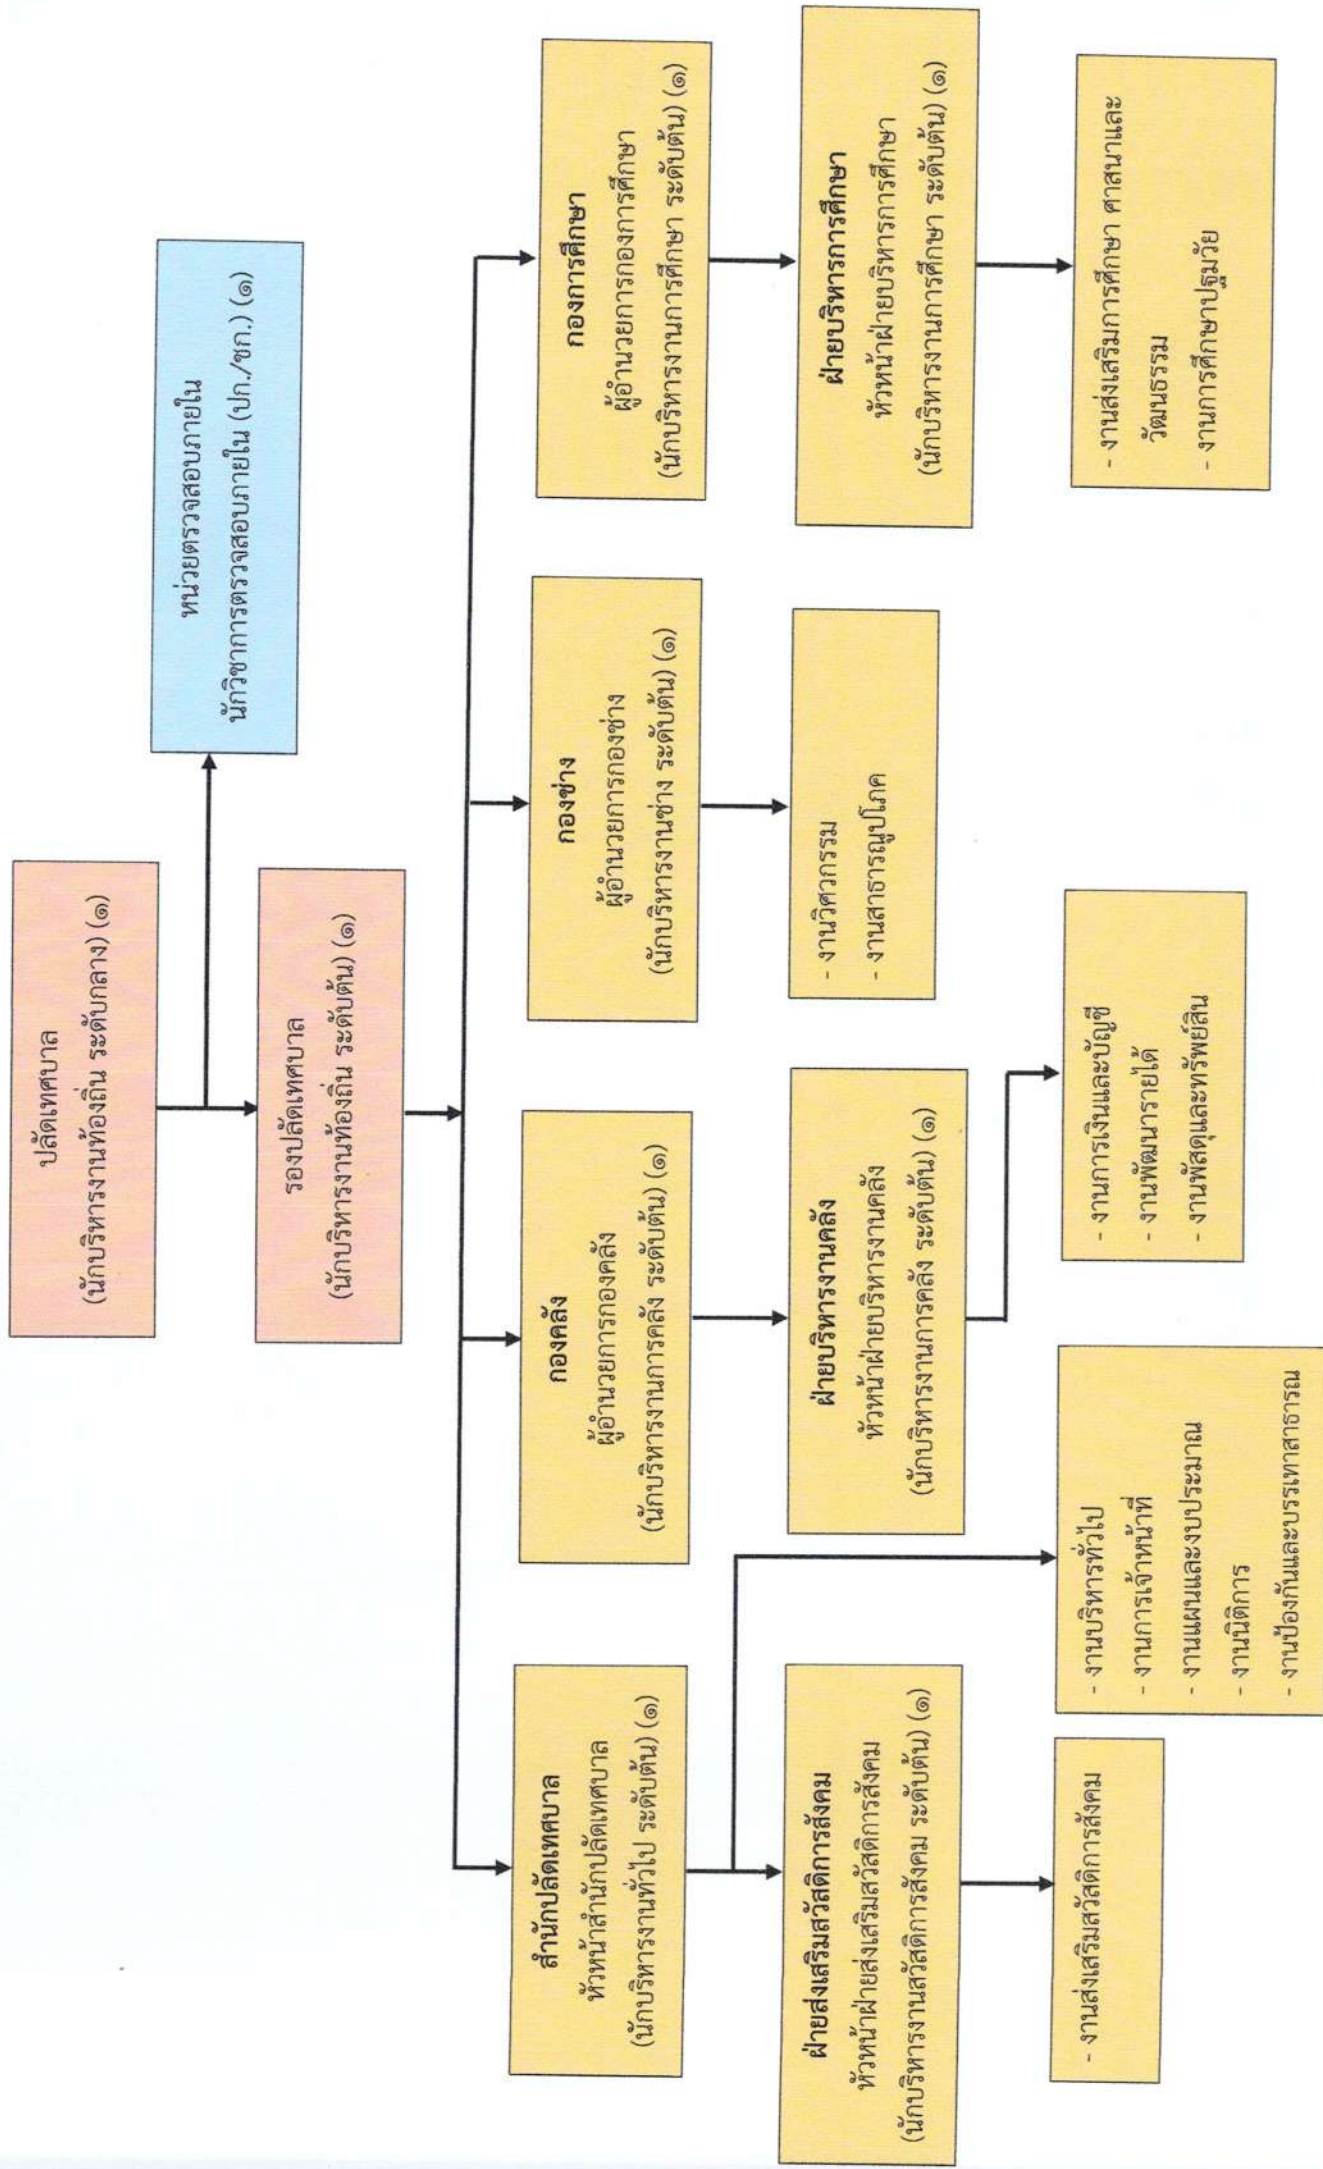 ปลัดเทศบาล
(นักบริหารงานท้องถิ่น ระดับกลาง) (๑)
หน่วยตรวจสอบภายใน
นักวิชาการตรวจสอบภายใน (ปก./ชก.) (๑)
รองปลัดเทศบาล
(นักบริหารงานท้องถิ่น ระดับต้น) (๑)
สำนักปลัดเทศบาล
หัวหน้าสำนักปลัดเทศบาล
(นักบริหารงานทั่วไป ระดับต้น) (๑)
กองคลัง
ผู้อำนวยการกองคลัง
(นักบริหารงานการคลัง ระดับต้น) (๑)
กองช่าง
ผู้อำนวยการกองช่าง
(นักบริหารงานช่าง ระดับต้น) (๑)
กองการศึกษา
ผู้อำนวยการกองการศึกษา
(นักบริหารงานการศึกษา ระดับต้น) (๑)
ฝ่ายส่งเสริมสวัสดิการสังคม
หัวหน้าฝ่ายส่งเสริมสวัสดิการสังคม
(นักบริหารงานสวัสดิการสังคม ระดับต้น) (๑)
ฝ่ายบริหารงานคลัง
หัวหน้าฝ่ายบริหารงานคลัง
(นักบริหารงานการคลัง ระดับต้น) (๑)
- งานวิศวกรรม
- งานสาธารณูปโภค
ฝ่ายบริหารการศึกษา
หัวหน้าฝ่ายบริหารการศึกษา
(นักบริหารงานการศึกษา ระดับต้น) (๑)
- งานส่งเสริมสวัสดิการสังคม
- งานบริหารทั่วไป
- งานการเจ้าหน้าที่
- งานแผนและงบประมาณ
- งานนิติการ
- งานป้องกันและบรรเทาสาธารณ
- งานการเงินและบัญชี
- งานพัฒนารายได้
- งานพัสดุและทรัพย์สิน
- งานส่งเสริมการศึกษา ศาสนาและ
วัฒนธรรม
- งานการศึกษาปฐมวัย